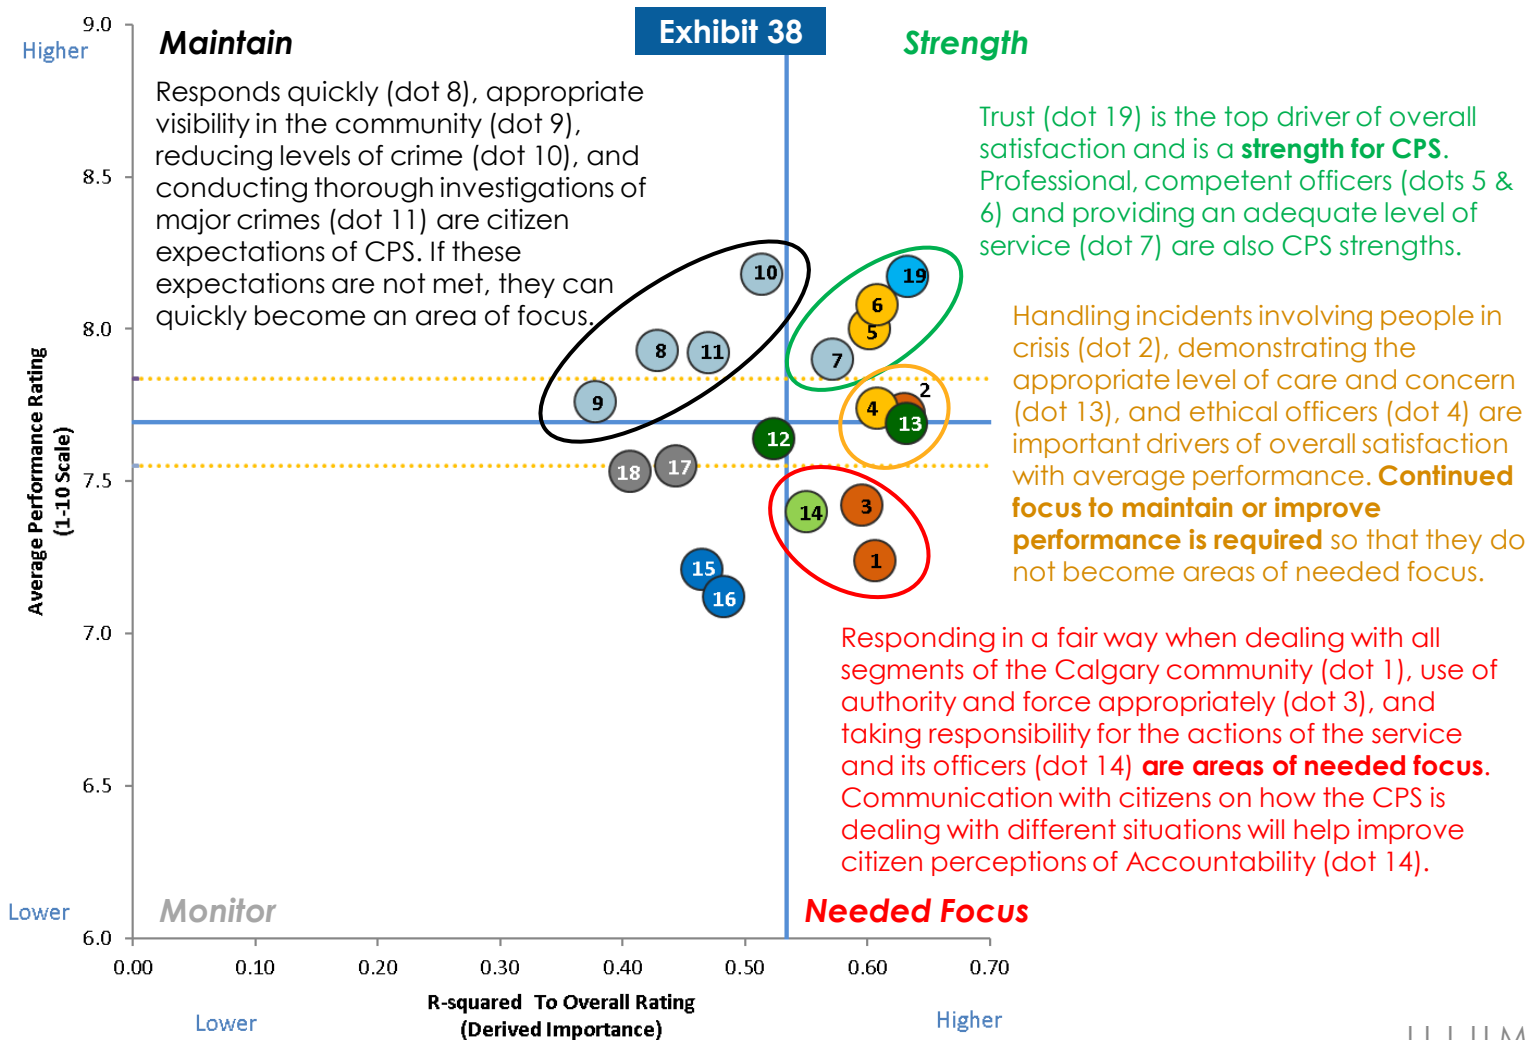 Exhibit 38
9.0
Higher
Maintain
Strength
Responds quickly (dot 8), appropriate
visibility in the community (dot 9),
reducing levels of crime (dot 10), and
conducting thorough investigations of
major crimes (dot 11) are citizen
expectations of CPS. If these
expectations are not met, they can
quickly become an area of focus.
Trust (dot 19) is the top driver of overall
satisfaction and is a strength for CPS.
Professional, competent officers (dots 5 &
6) and providing an adequate level of
service (dot 7) are also CPS strengths.
Handling incidents involving people in
crisis (dot 2), demonstrating the
appropriate level of care and concern
(dot 13), and ethical officers (dot 4) are
important drivers of overall satisfaction
with average performance. Continued
focus to maintain or improve
performance is required so that they do
not become areas of needed focus.
Responding in a fair way when dealing with all
segments of the Calgary community (dot 1), use of
authority and force appropriately (dot 3), and
taking responsibility for the actions of the service
and its officers (dot 14) are areas of needed focus.
Communication with citizens on how the CPS is
dealing with different situations will help improve
citizen perceptions of Accountability (dot 14).
8.5
8.0
7.5
7.0
6.5
6.0
Average Performance Rating
(1-10 Scale)
10
19
6
5
8
11
7
9
2
4
13
12
18
17
14
3
1
15
16
Lower
Monitor
Needed Focus
0.00
0.10
0.20
0.30
0.40
0.50
0.60
0.70
R-squared To Overall Rating
(Derived Importance)
Lower
Higher